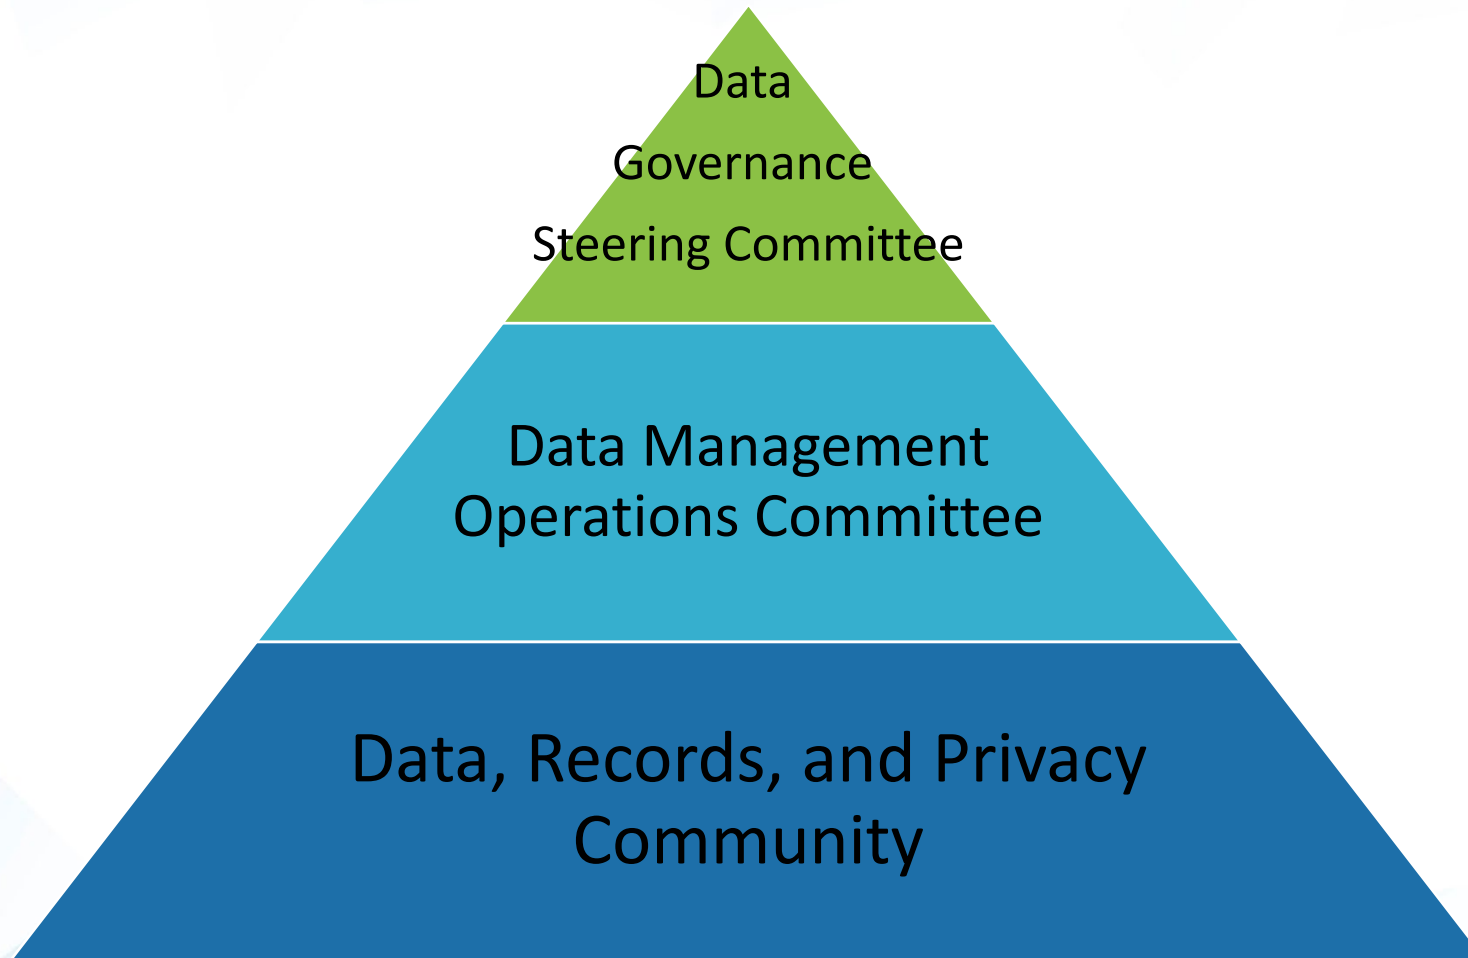 Data
Governance
Steering Committee
Data Management
Operations Committee
Data, Records, and Privacy
Community